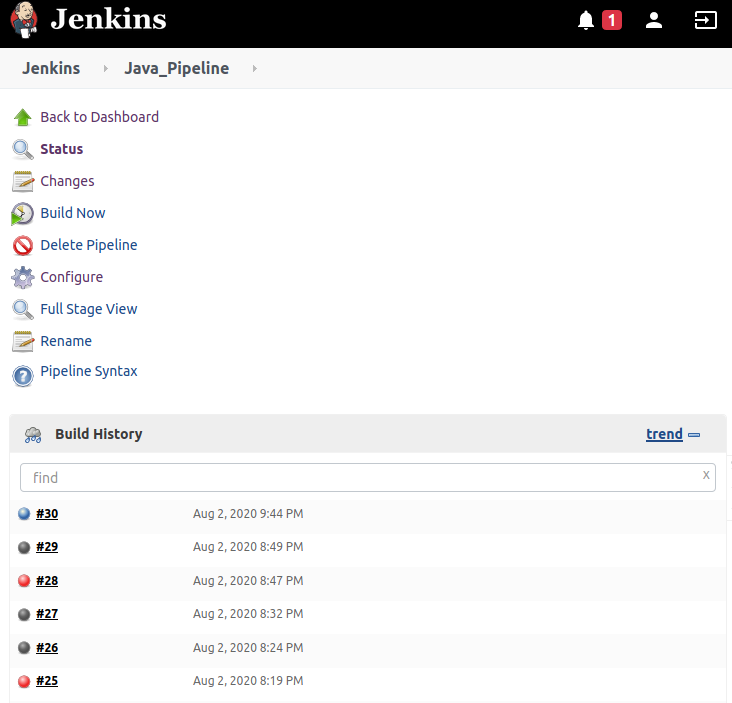 Jenkins
1
Jenkins Java_Pipeline
Back to Dashboard
Status
Changes
Build Now
Delete Pipeline
Configure
Full Stage View
Rename
Pipeline Syntax
Build History trend
find X
#30 Aug 2, 2020 9:44 PM
#29 Aug 2, 2020 8:49 PM
#28 Aug 2, 2020 8:47 PM
#27 Aug 2, 2020 8:32 PM
#26 Aug 2, 2020 8:24 PM
#25 Aug 2, 2020 8:19 PM